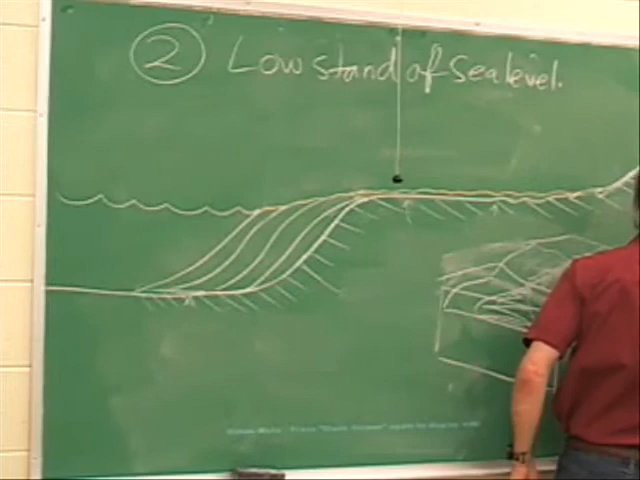 ② Low stand of Sea level.